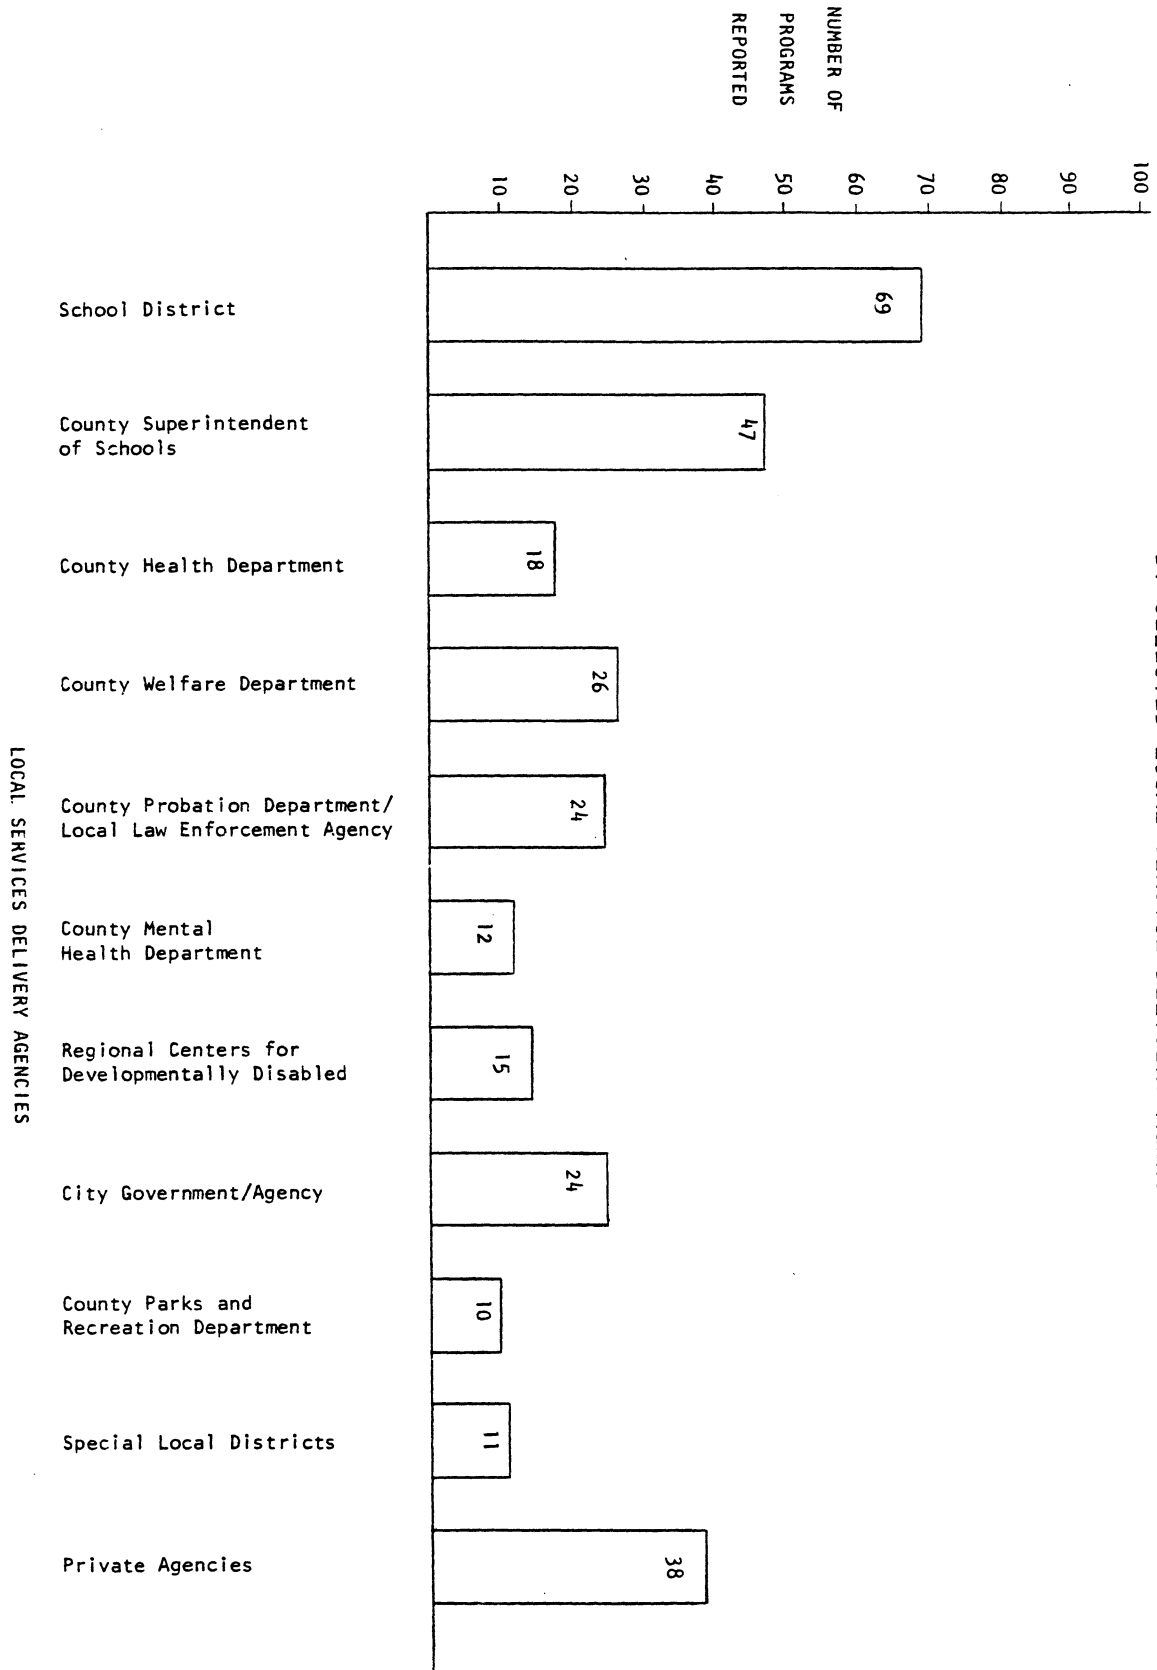 NUMBER OF
PROGRAMS
REPORTED
100
90
80
70
60
50
40
30
20
10
School District
69
County Superintendent
of Schools
47
County Health Department
18
County Welfare Department
26
County Probation Department/
Local Law Enforcement Agency
24
County Mental
Health Department
12
Regional Centers for
Developmentally Disabled
15
City Government/Agency
24
County Parks and
Recreation Department
10
Special Local Districts
11
Private Agencies
38
LOCAL SERVICES DELIVERY AGENCIES